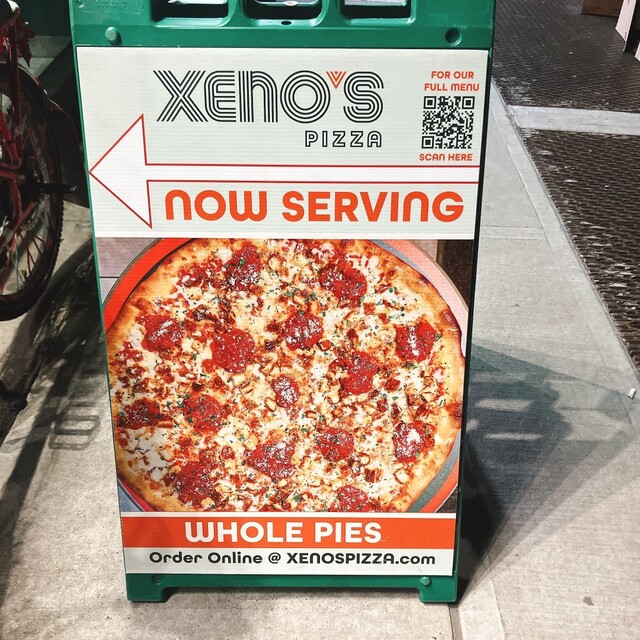 XENO'S
PIZZA
FOR OUR
FULL MENU
SCAN HERE
NOW SERVING
WHOLE PIES
Order Online @ XENOSPIZZA.com